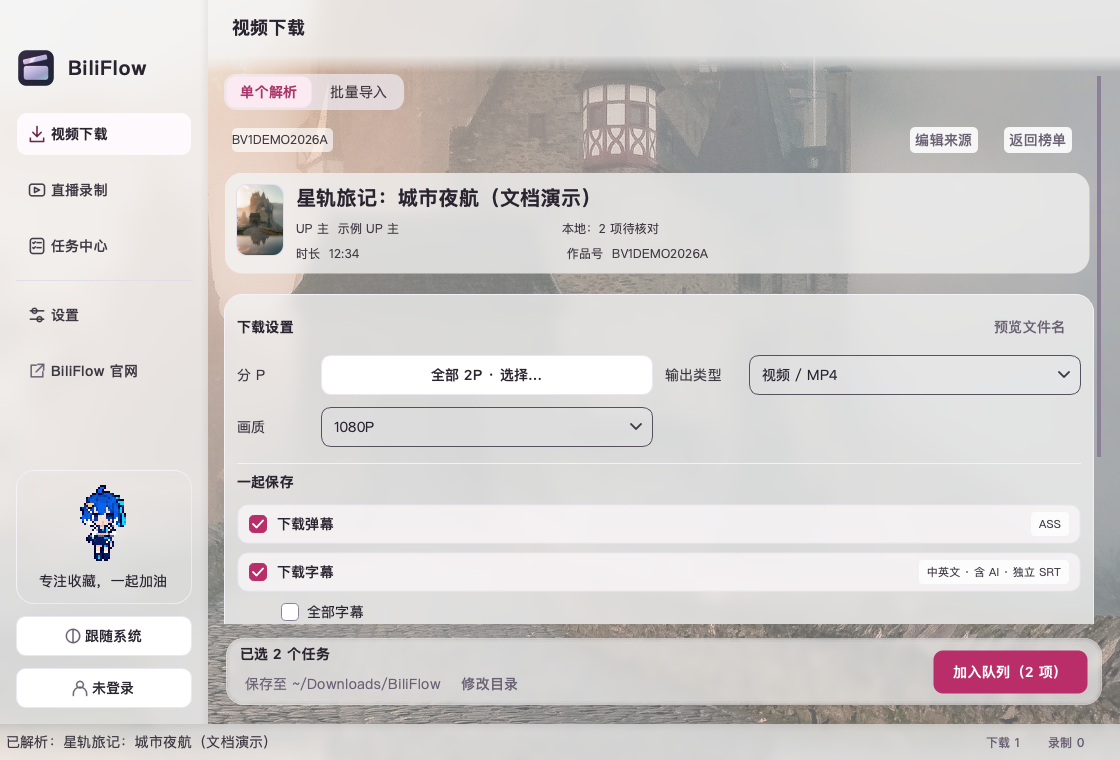 视频下载
BiliFlow
单个解析 批量导入
视频下载
BV1DEMO2026A 编辑来源 返回榜单
直播录制
星轨旅记：城市夜航（文档演示）
UP 主 示例 UP 主 本地：2 项待核对
时长 12:34 作品号 BV1DEMO2026A
任务中心
设置
BiliFlow 官网
下载设置 预览文件名
分 P 全部 2P · 选择... 输出类型 视频 / MP4
画质 1080P
一起保存
下载弹幕 ASS
下载字幕 中英文 · 含 AI · 独立 SRT
全部字幕
专注收藏，一起加油
跟随系统
未登录
已选 2 个任务
保存至 ~/Downloads/BiliFlow 修改目录
加入队列（2 项）
已解析：星轨旅记：城市夜航（文档演示） 下载 1 录制 0